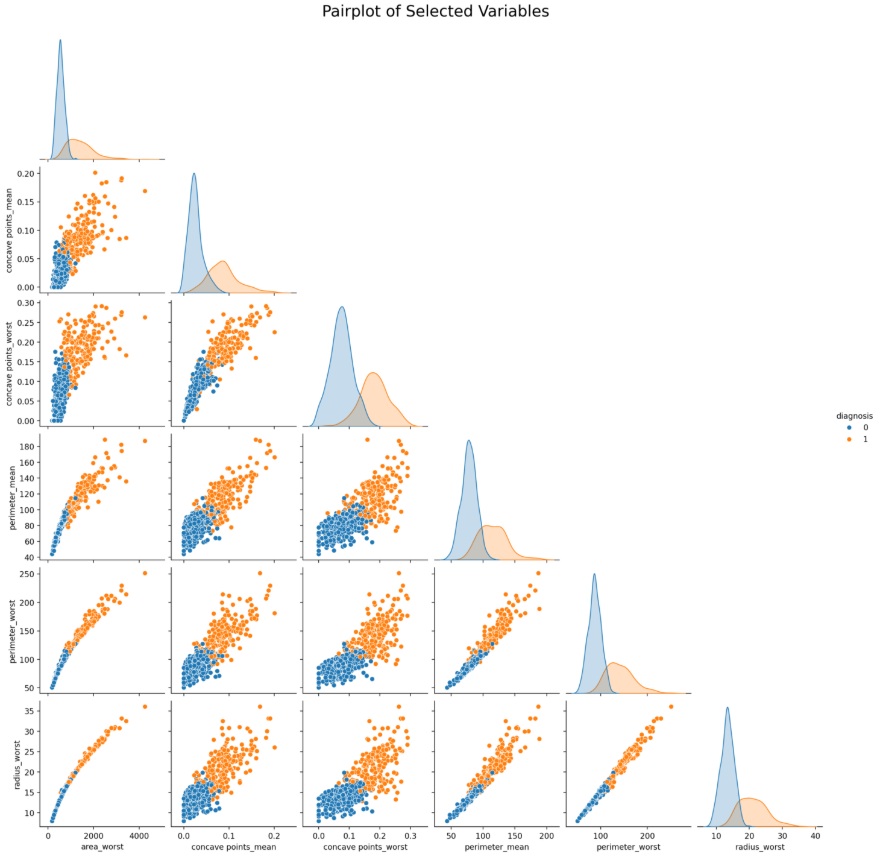 Pairplot of Selected Variables
concave points_mean
0.20
0.15
0.10
0.05
0.00
concave points_worst
0.30
0.25
0.20
0.15
0.10
0.05
0.00
diagnosis
0
1
perimeter_mean
180
160
140
120
100
80
60
40
perimeter_worst
250
200
150
100
50
radius_worst
35
30
25
20
15
10
0 2000 4000
area_worst
0.0 0.1 0.2
concave points_mean
0.0 0.1 0.2 0.3
concave points_worst
50 100 150 200
perimeter_mean
100 200
perimeter_worst
10 20 30 40
radius_worst